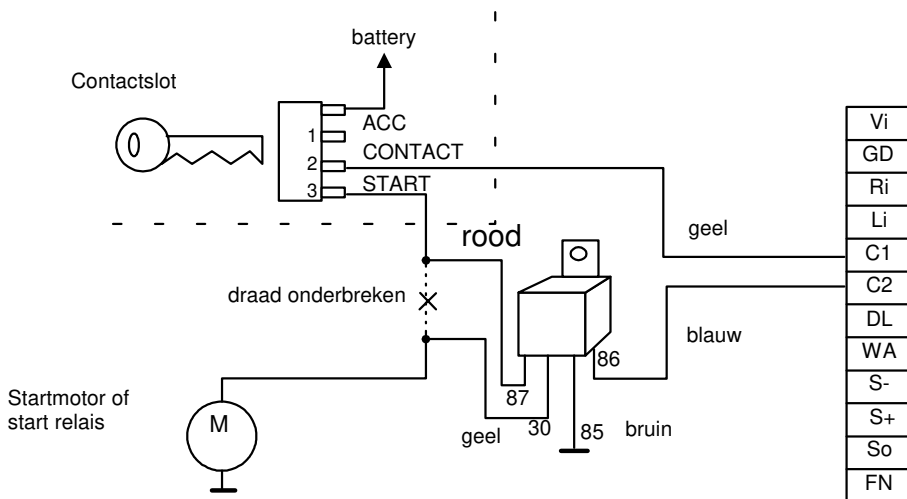 battery
Contactslot
ACC
1
CONTACT
2
START
3
rood
geel
draad onderbreken
blauw
86
87
30
85
bruin
geel
Startmotor of
start relais
M
Vi
GD
Ri
Li
C1
C2
DL
WA
S-
S+
So
FN